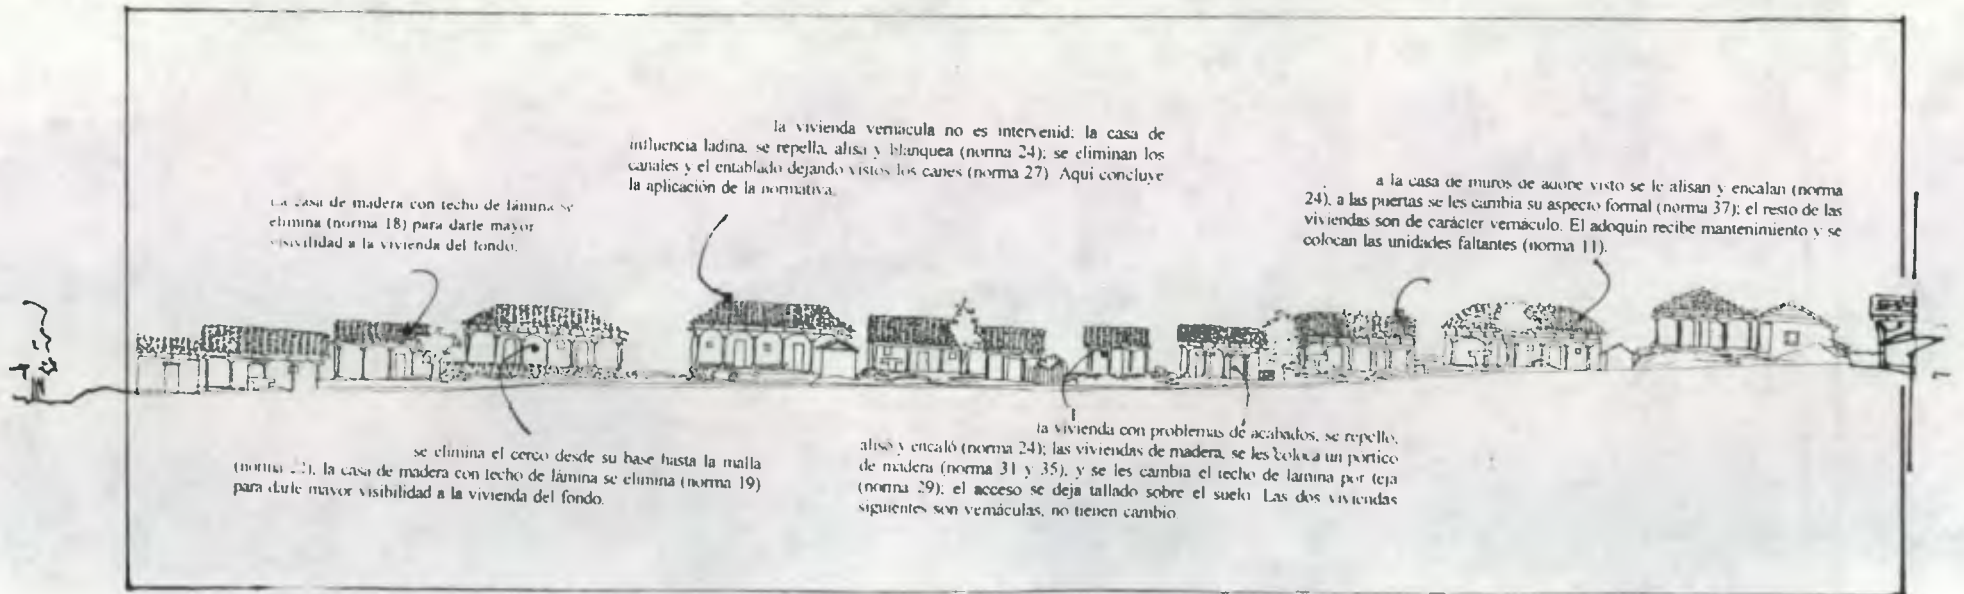 la vivienda vernacula no es intervenid; la casa de
influencia ladina, se repella, alisa y blanquea (norma 24); se eliminan los
canales y el entablado dejando vistos los canes (norma 27) Aqui concluye
la aplicación de la normativa.
La casa de madera con techo de lámina se
elimina (norma 18) para darle mayor
visivilidad a la vivienda del fondo.
a la casa de muros de adobe visto se le alisan y encalan (norma
24), a las puertas se les cambia su aspecto formal (norma 37); el resto de las
viviendas son de carácter vernáculo. El adoquin recibe mantenimiento y se
colocan las unidades faltantes (norma 11).
se elimina el cerco desde su base hasta la malla
(norma), la casa de madera con techo de lámina se elimina (norma 19)
para darle mayor visibilidad a la vivienda del fondo.
la vivienda con problemas de acabados, se repello,
alisó y encaló (norma 24); las viviendas de madera, se les coloca un portico
de madera (norma 31 y 35), y se les cambia el techo de lamina por teja
(norma 29); el acceso se deja tallado sobre el suelo. Las dos viviendas
siguientes son vernáculas, no tienen cambio